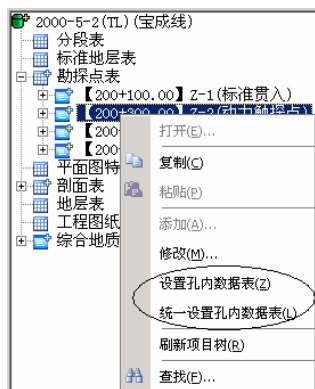 2000-5-2(TL)(宝成线)
分段表
标准地层表
勘探点表
【200+100.00】Z-1(标准贯入)
【200+300.00】Z-2(动力触探点)
【200
【200
平面图特
剖面表
地层表
工程图纸
综合地质
打开(E)...
复制(C)
粘贴(P)
添加(A)...
修改(M)...
设置孔内数据表(Z)
统一设置孔内数据表(L)
刷新项目树(R)
查找(F)...